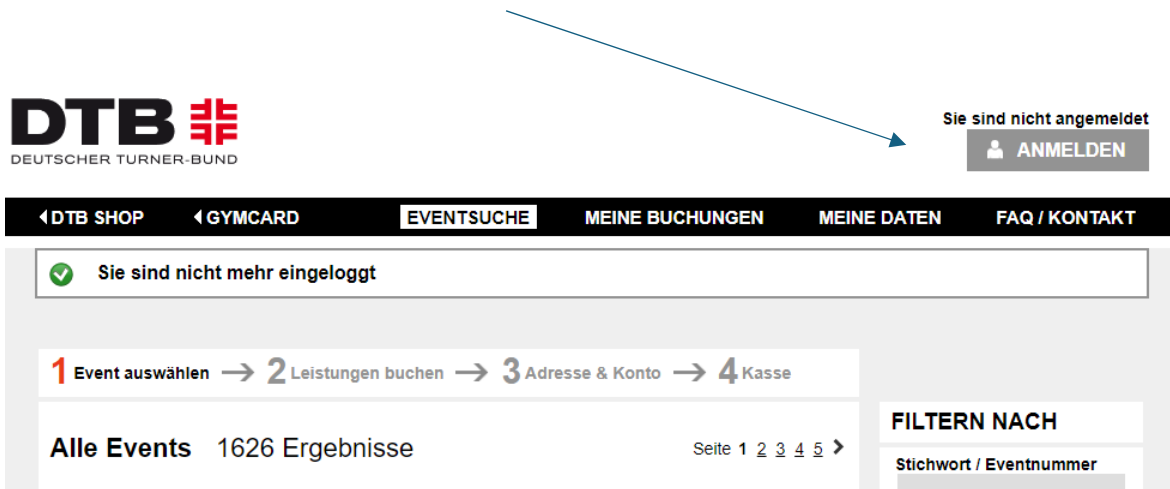 DTB
DEUTSCHER TURNER-BUND
Sie sind nicht angemeldet
ANMELDEN
DTB SHOP GYMCARD EVENTSUCHE MEINE BUCHUNGEN MEINE DATEN FAQ / KONTAKT
Sie sind nicht mehr eingeloggt
1 Event auswählen → 2 Leistungen buchen → 3 Adresse & Konto → 4 Kasse
Alle Events 1626 Ergebnisse Seite 1 2 3 4 5 >
FILTERN NACH
Stichwort / Eventnummer